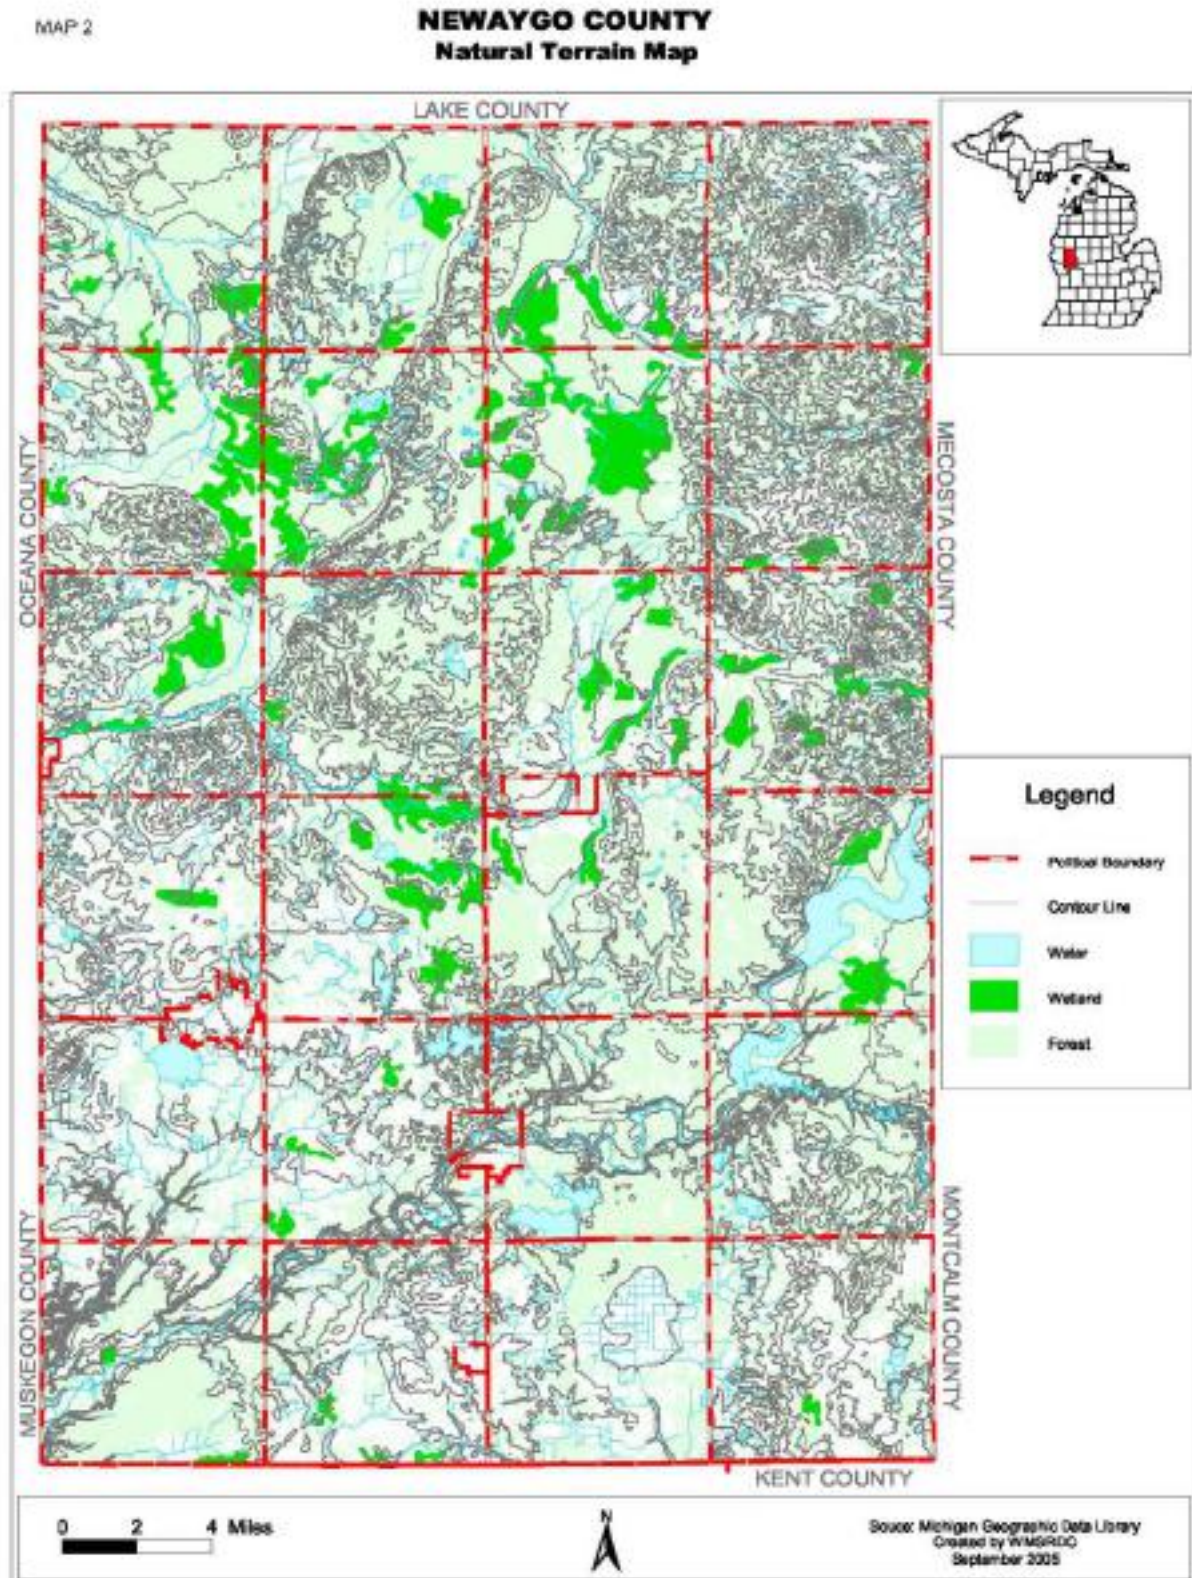 MAP 2
NEWAYGO COUNTY
Natural Terrain Map
LAKE COUNTY
OCEANA COUNTY
MECOSTA COUNTY
Legend
Political Boundary
Contour Line
Water
Wetland
Forest
MUSKEGON COUNTY
MONTCALM COUNTY
KENT COUNTY
0 2 4 Miles
N
Souce: Michigan Geographic Data Library
Created by WMSRDC
September 2005